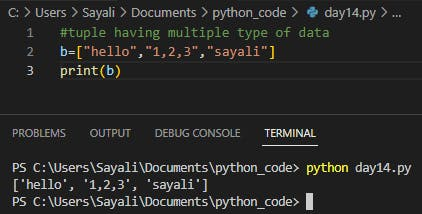 C: > Users > Sayali > Documents > python_code > day14.py > ...
1 #tuple having multiple type of data
2 b=["hello","1,2,3","sayali"]
3 print(b)
PROBLEMS OUTPUT DEBUG CONSOLE TERMINAL
PS C:\Users\Sayali\Documents\python_code> python day14.py
['hello', '1,2,3', 'sayali']
PS C:\Users\Sayali\Documents\python_code>